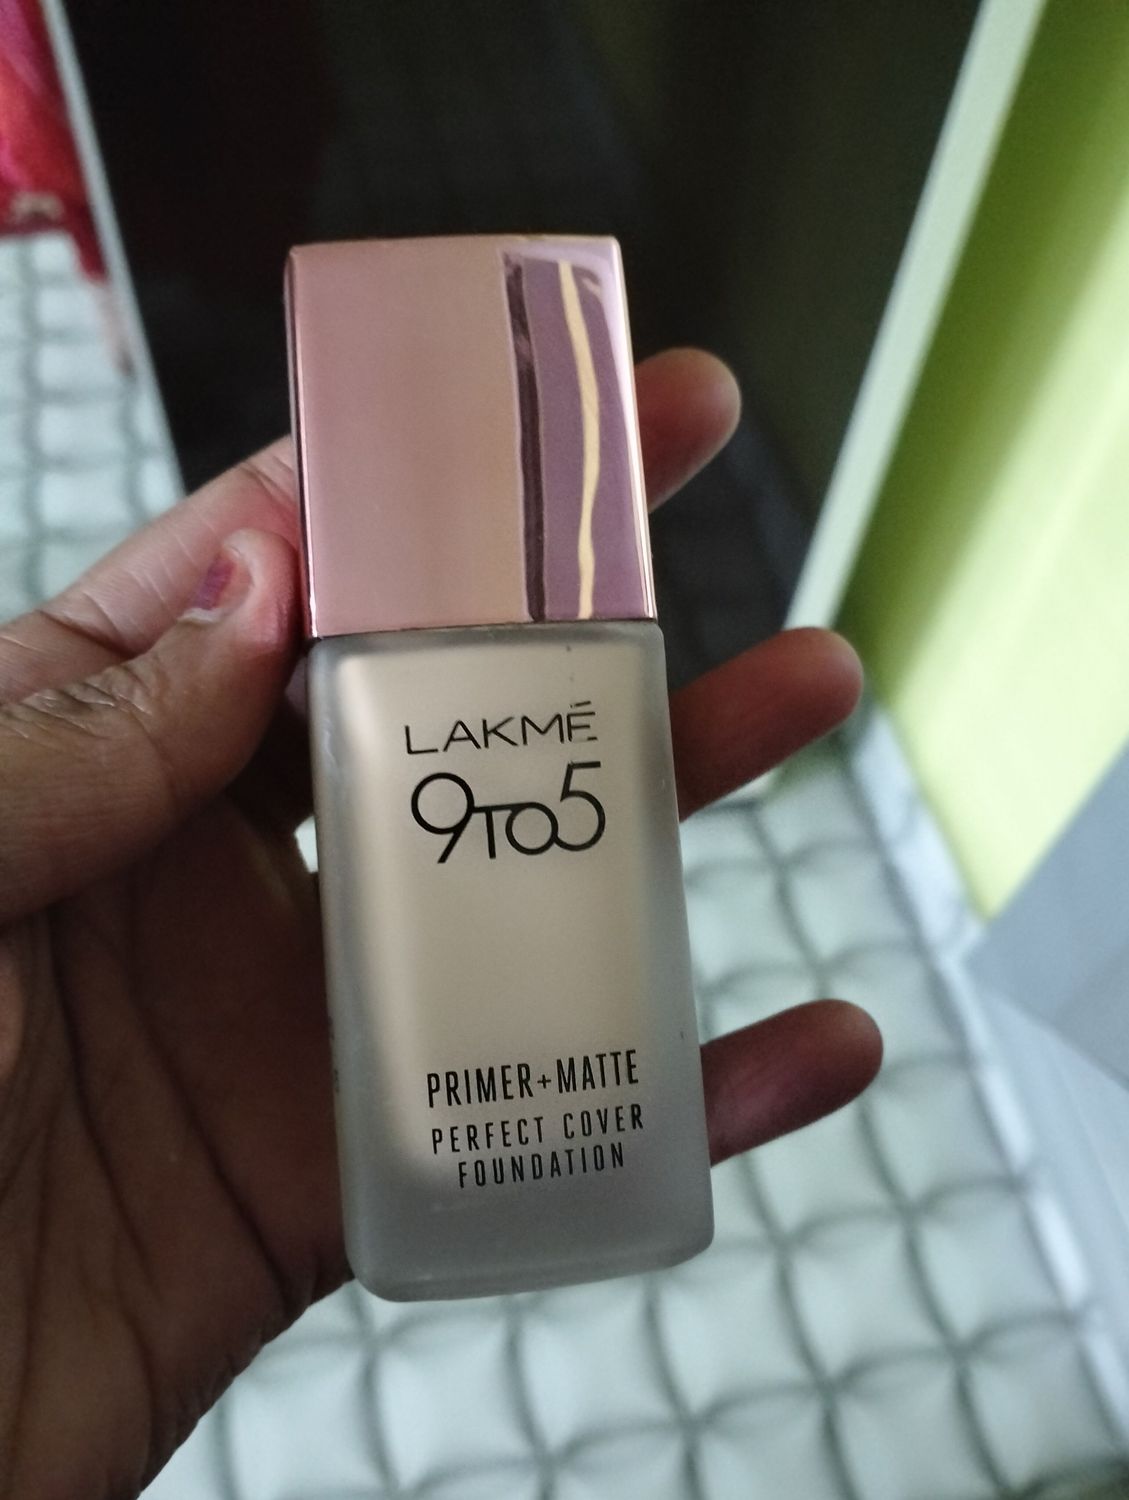 LAKMÉ
9TO5
PRIMER+MATTE
PERFECT COVER
FOUNDATION